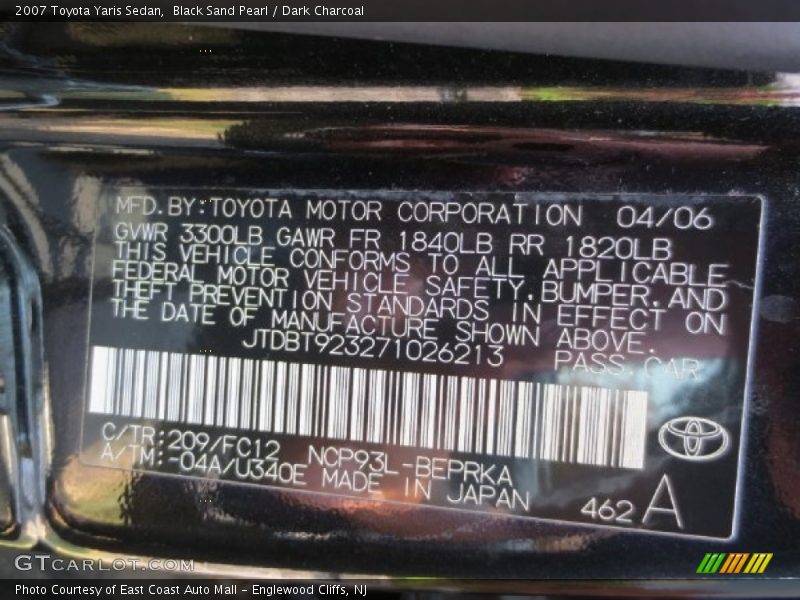 2007 Toyota Yaris Sedan,  Black Sand Pearl / Dark Charcoal
MFD.BY:TOYOTA MOTOR CORPORATION 04/06
GVWR 3300LB GAWR FR 1840LB RR 1820LB
THIS VEHICLE CONFORMS TO ALL APPLICABLE
FEDERAL MOTOR VEHICLE SAFETY,BUMPER,AND
THEFT PREVENTION STANDARDS IN EFFECT ON
THE DATE OF MANUFACTURE SHOWN ABOVE.
JTDBT923271026213 PASS.CAR
C/TR:209/FC12 NCP93L-BEPRKA
A/TM:-04A/U340E MADE IN JAPAN
462 A
GTCARLOT.COM
Photo Courtesy of East Coast Auto Mall - Englewood Cliffs, NJ